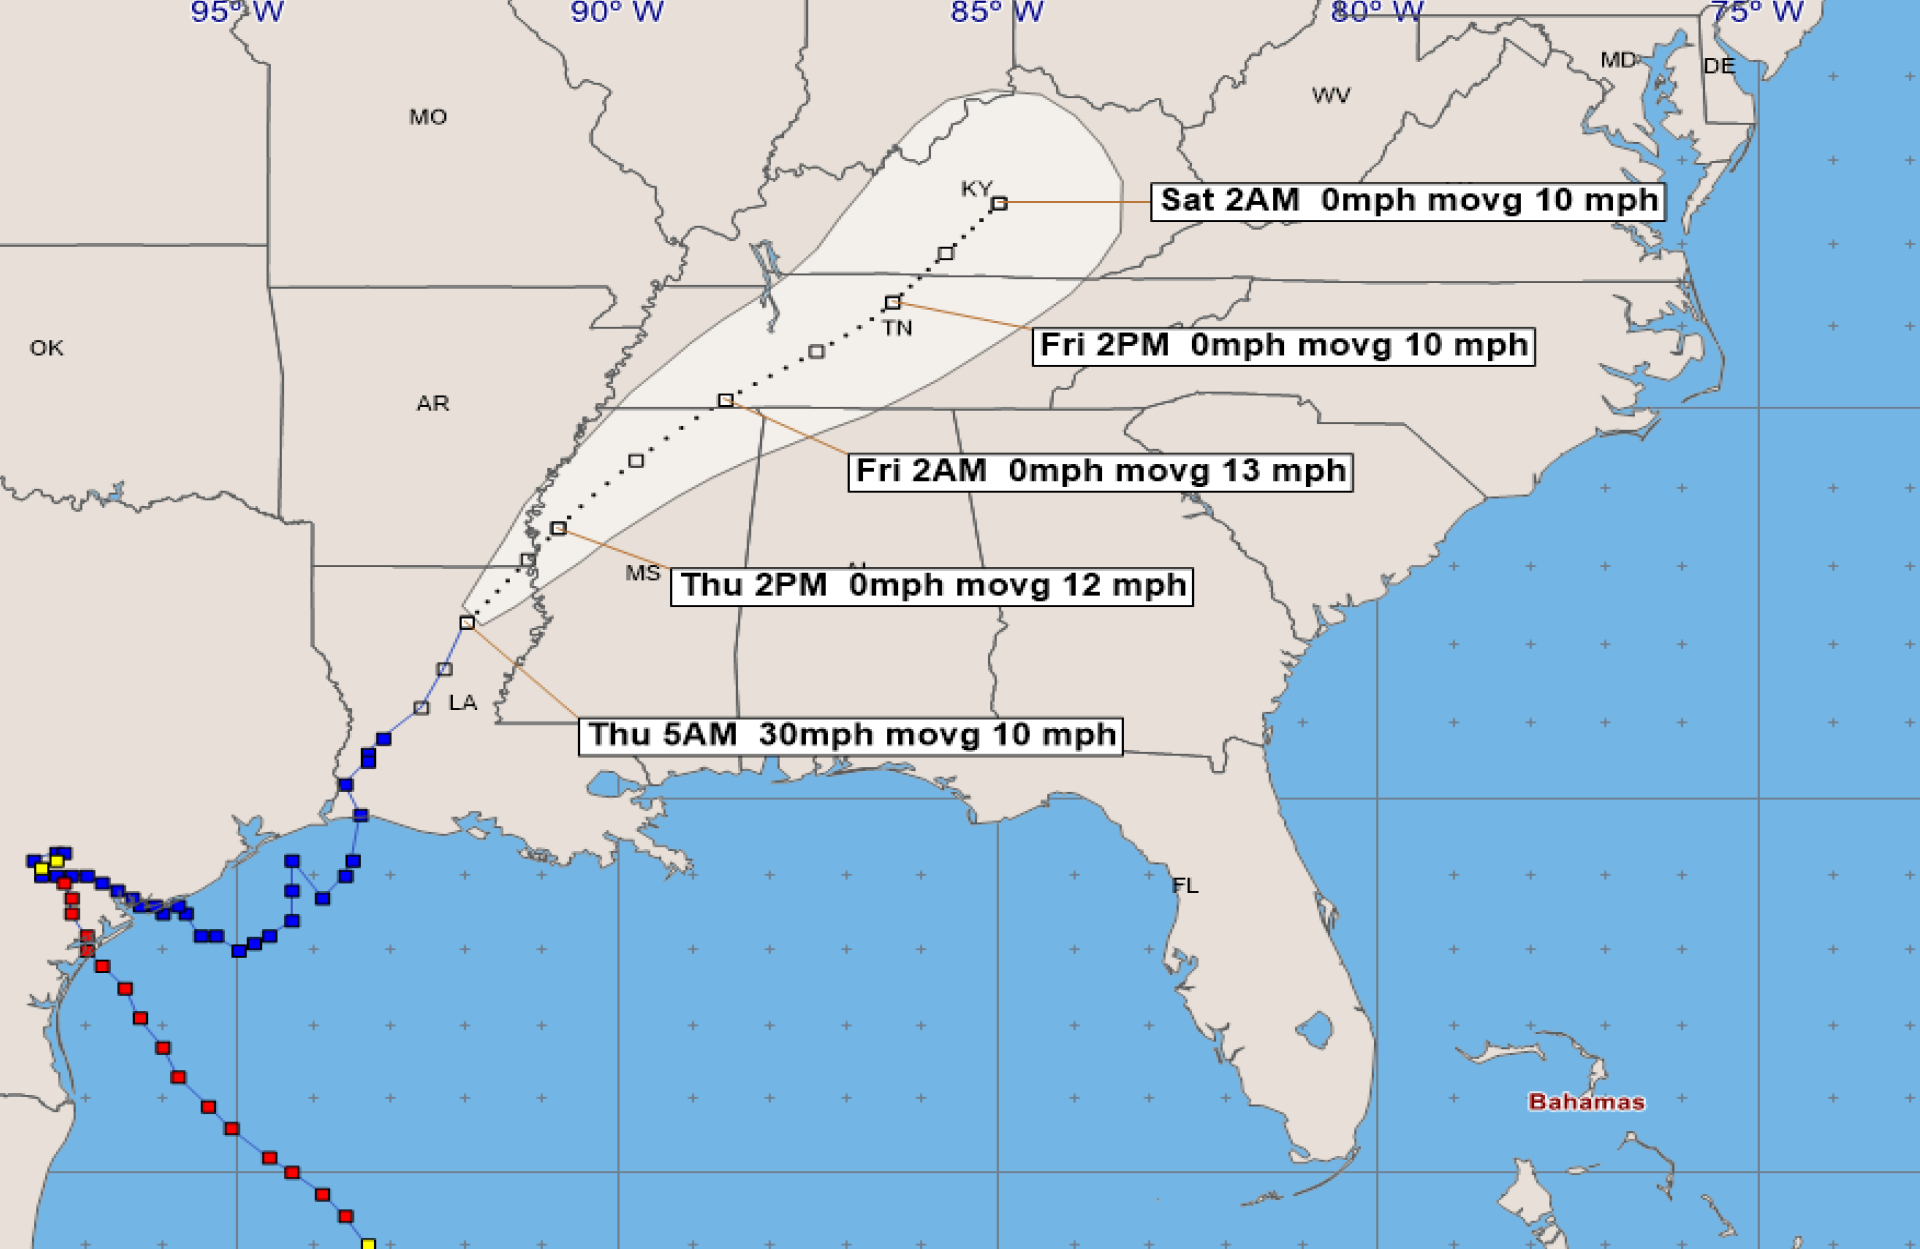 95° W 90° W 85° W 80° W 75° W
MD DE
WV
MO
KY
Sat 2AM 0mph movg 10 mph
TN
Fri 2PM 0mph movg 10 mph
OK
AR
Fri 2AM 0mph movg 13 mph
MS
Thu 2PM 0mph movg 12 mph
LA
Thu 5AM 30mph movg 10 mph
FL
Bahamas